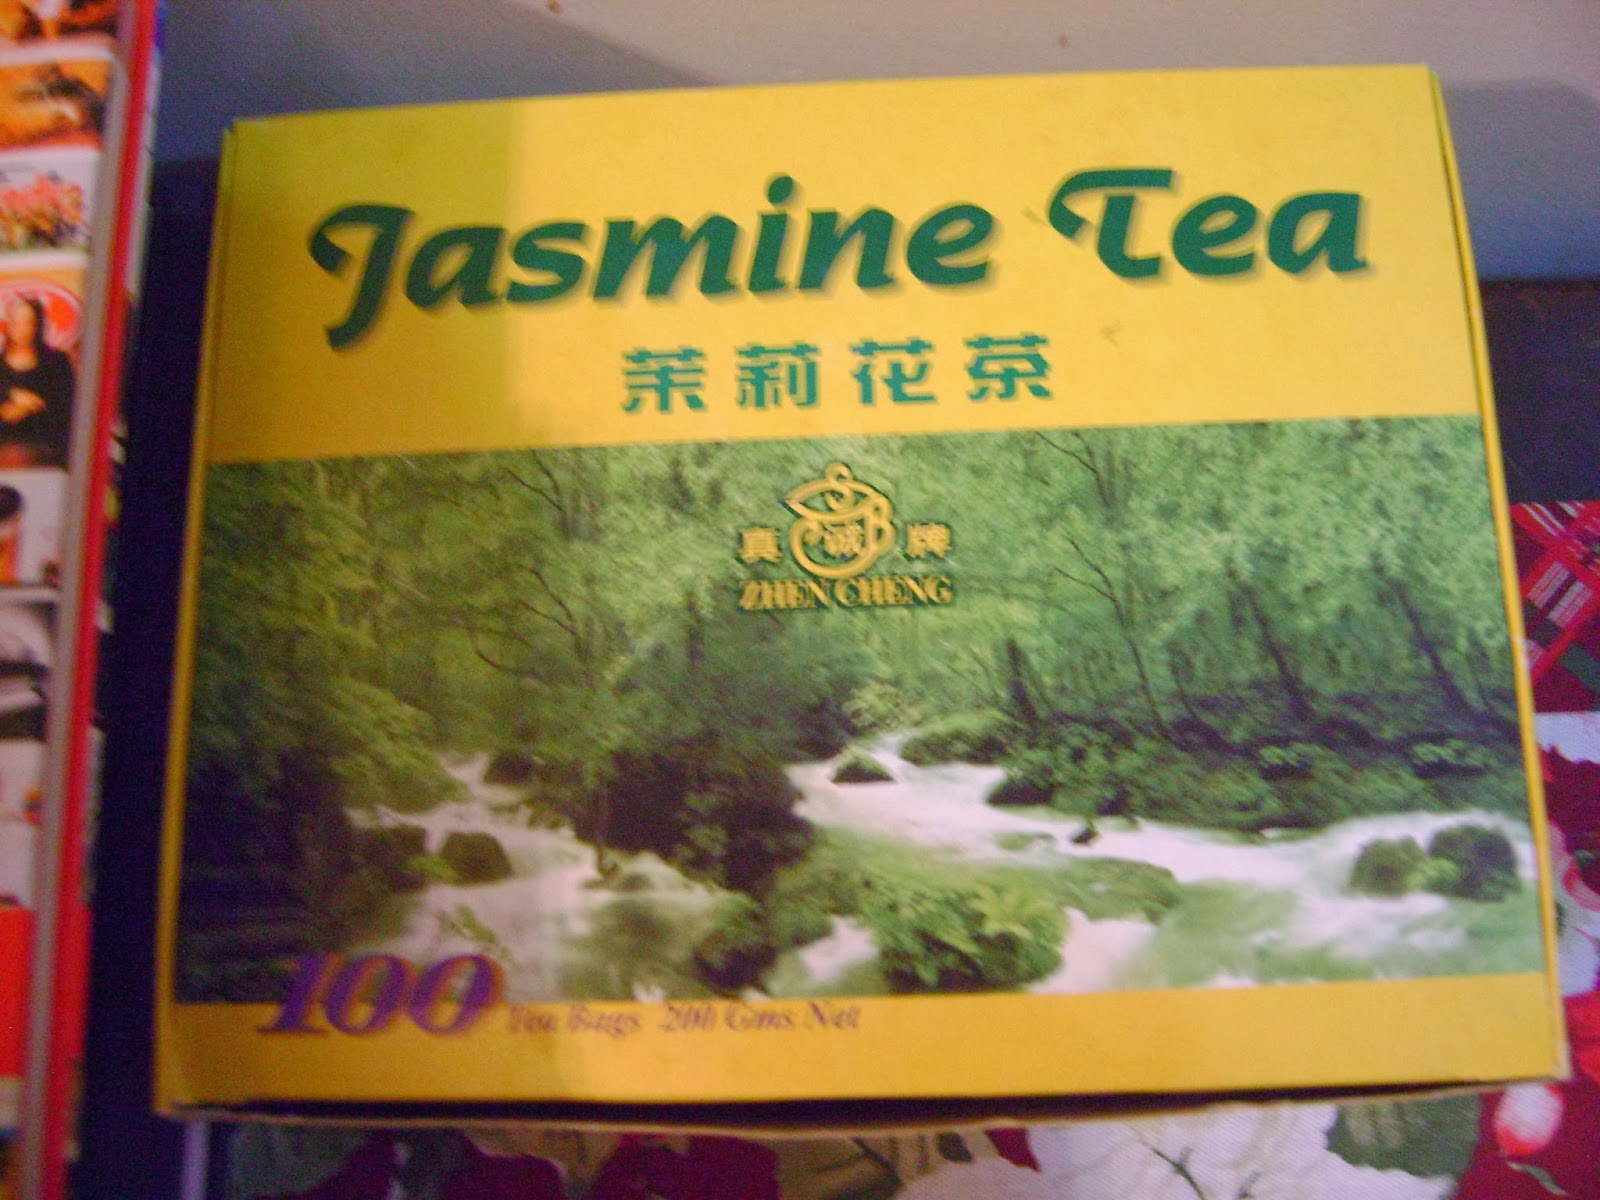 Jasmine Tea
茉莉花茶
真诚牌
ZHEN CHENG
100 Tea Bags 200 Gms Net